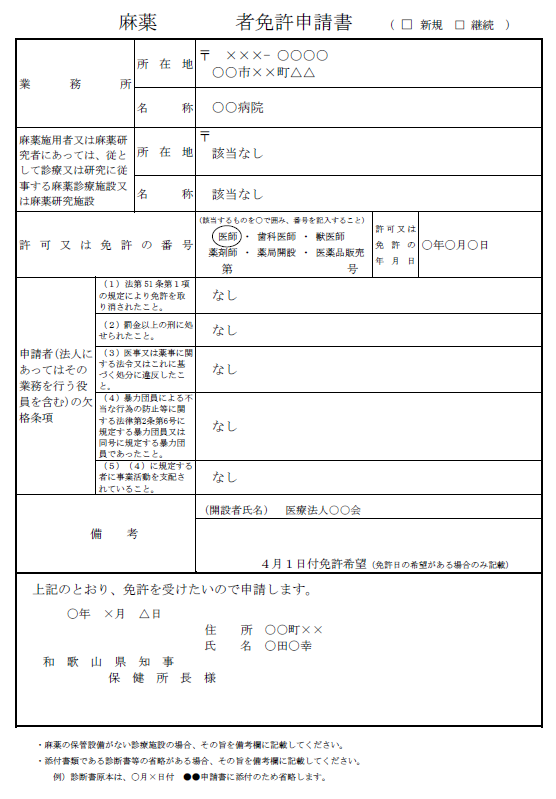 麻薬　　　　者免許申請書　（ □ 新規　□ 継続 ）
業務所
所在地
〒　×××- 〇〇〇〇
〇〇市××町△△
名称
〇〇病院
麻薬施用者又は麻薬研
究者にあっては、従と
して診療又は研究に従
事する麻薬診療施設又
は麻薬研究施設
所在地
〒
該当なし
名称
該当なし
許可又は免許の番号
（該当するものを〇で囲み、番号を記入すること）
医師 ・ 歯科医師 ・ 獣医師
薬剤師 ・ 薬局開設 ・ 医薬品販売
第　　　　　　　　　号
許可又は
免許の
年月日
〇年〇月〇日
申請者（法人に
あってはその
業務を行う役
員を含む）の欠
格条項
（１）法第51条第１項
の規定により免許を取
り消されたこと。
なし
（２）罰金以上の刑に処
せられたこと。
なし
（３）医事又は薬事に関
する法令又はこれに基
づく処分に違反したこ
と。
なし
（４）暴力団員による不
当な行為の防止等に関
する法律第2条第6号に
規定する暴力団員又は
同号に規定する暴力団
員であったこと。
なし
（５）（４）に規定する
者に事業活動を支配さ
れていること。
なし
備考
（開設者氏名）　医療法人〇〇会
４月１日付免許希望（免許日の希望がある場合のみ記載）
上記のとおり、免許を受けたいので申請します。
〇年　×月　△日
住　所　〇〇町××
氏　名　〇田〇幸
和歌山県知事
保健所長様
・麻薬の保管設備がない診療施設の場合、その旨を備考欄に記載してください。
・添付書類である診断書等の省略がある場合、その旨を備考欄に記載してください。
例）診断書原本は、〇月×日付　●●申請書に添付のため省略します。